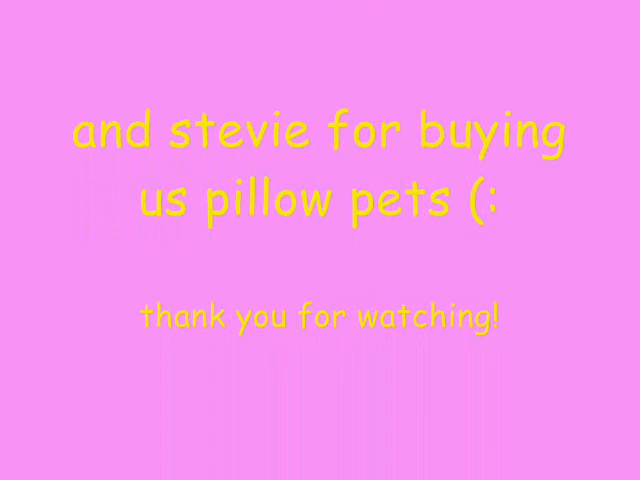 and stevie for buying
us pillow pets (:
thank you for watching!